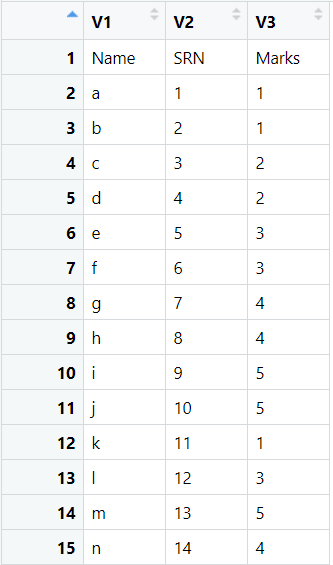 V1 V2 V3
1 Name SRN Marks
2 a 1 1
3 b 2 1
4 c 3 2
5 d 4 2
6 e 5 3
7 f 6 3
8 g 7 4
9 h 8 4
10 i 9 5
11 j 10 5
12 k 11 1
13 l 12 3
14 m 13 5
15 n 14 4